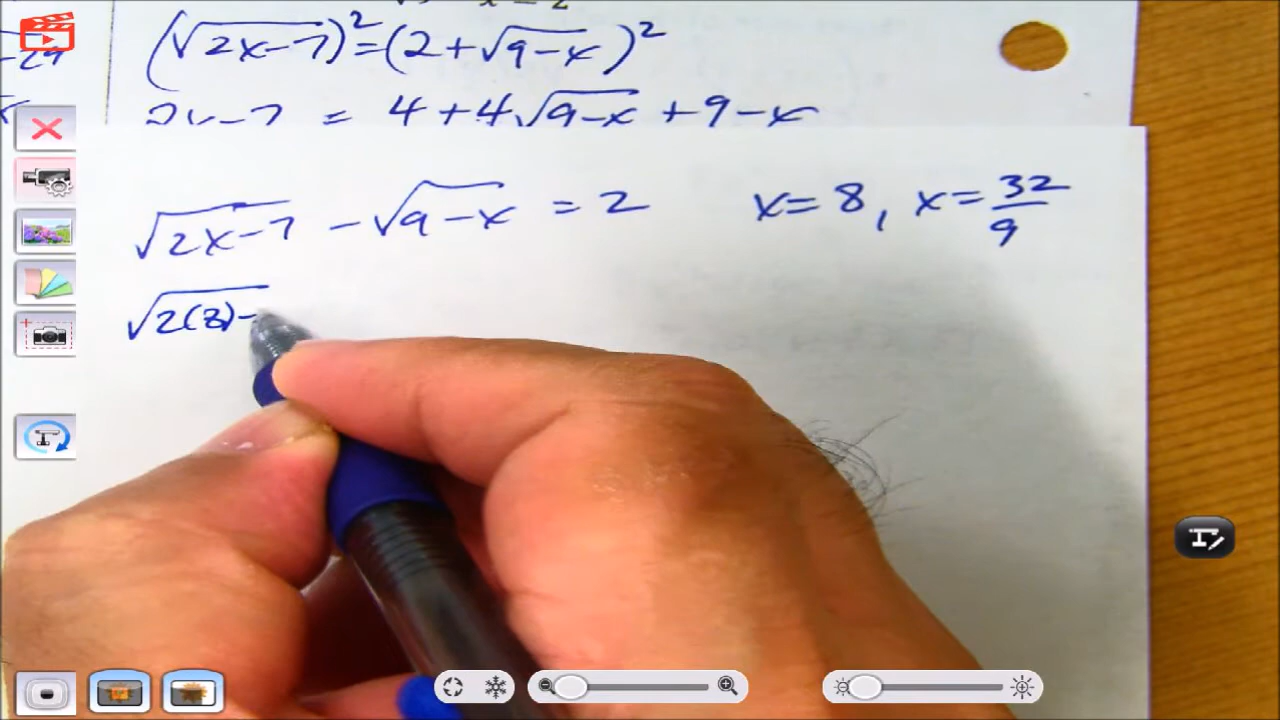 (√2x-7)² = (2+√9-x)²
2x-7 = 4+4√9-x +9-x
√2x-7 - √9-x = 2 x=8, x=32/9
√2(8)-